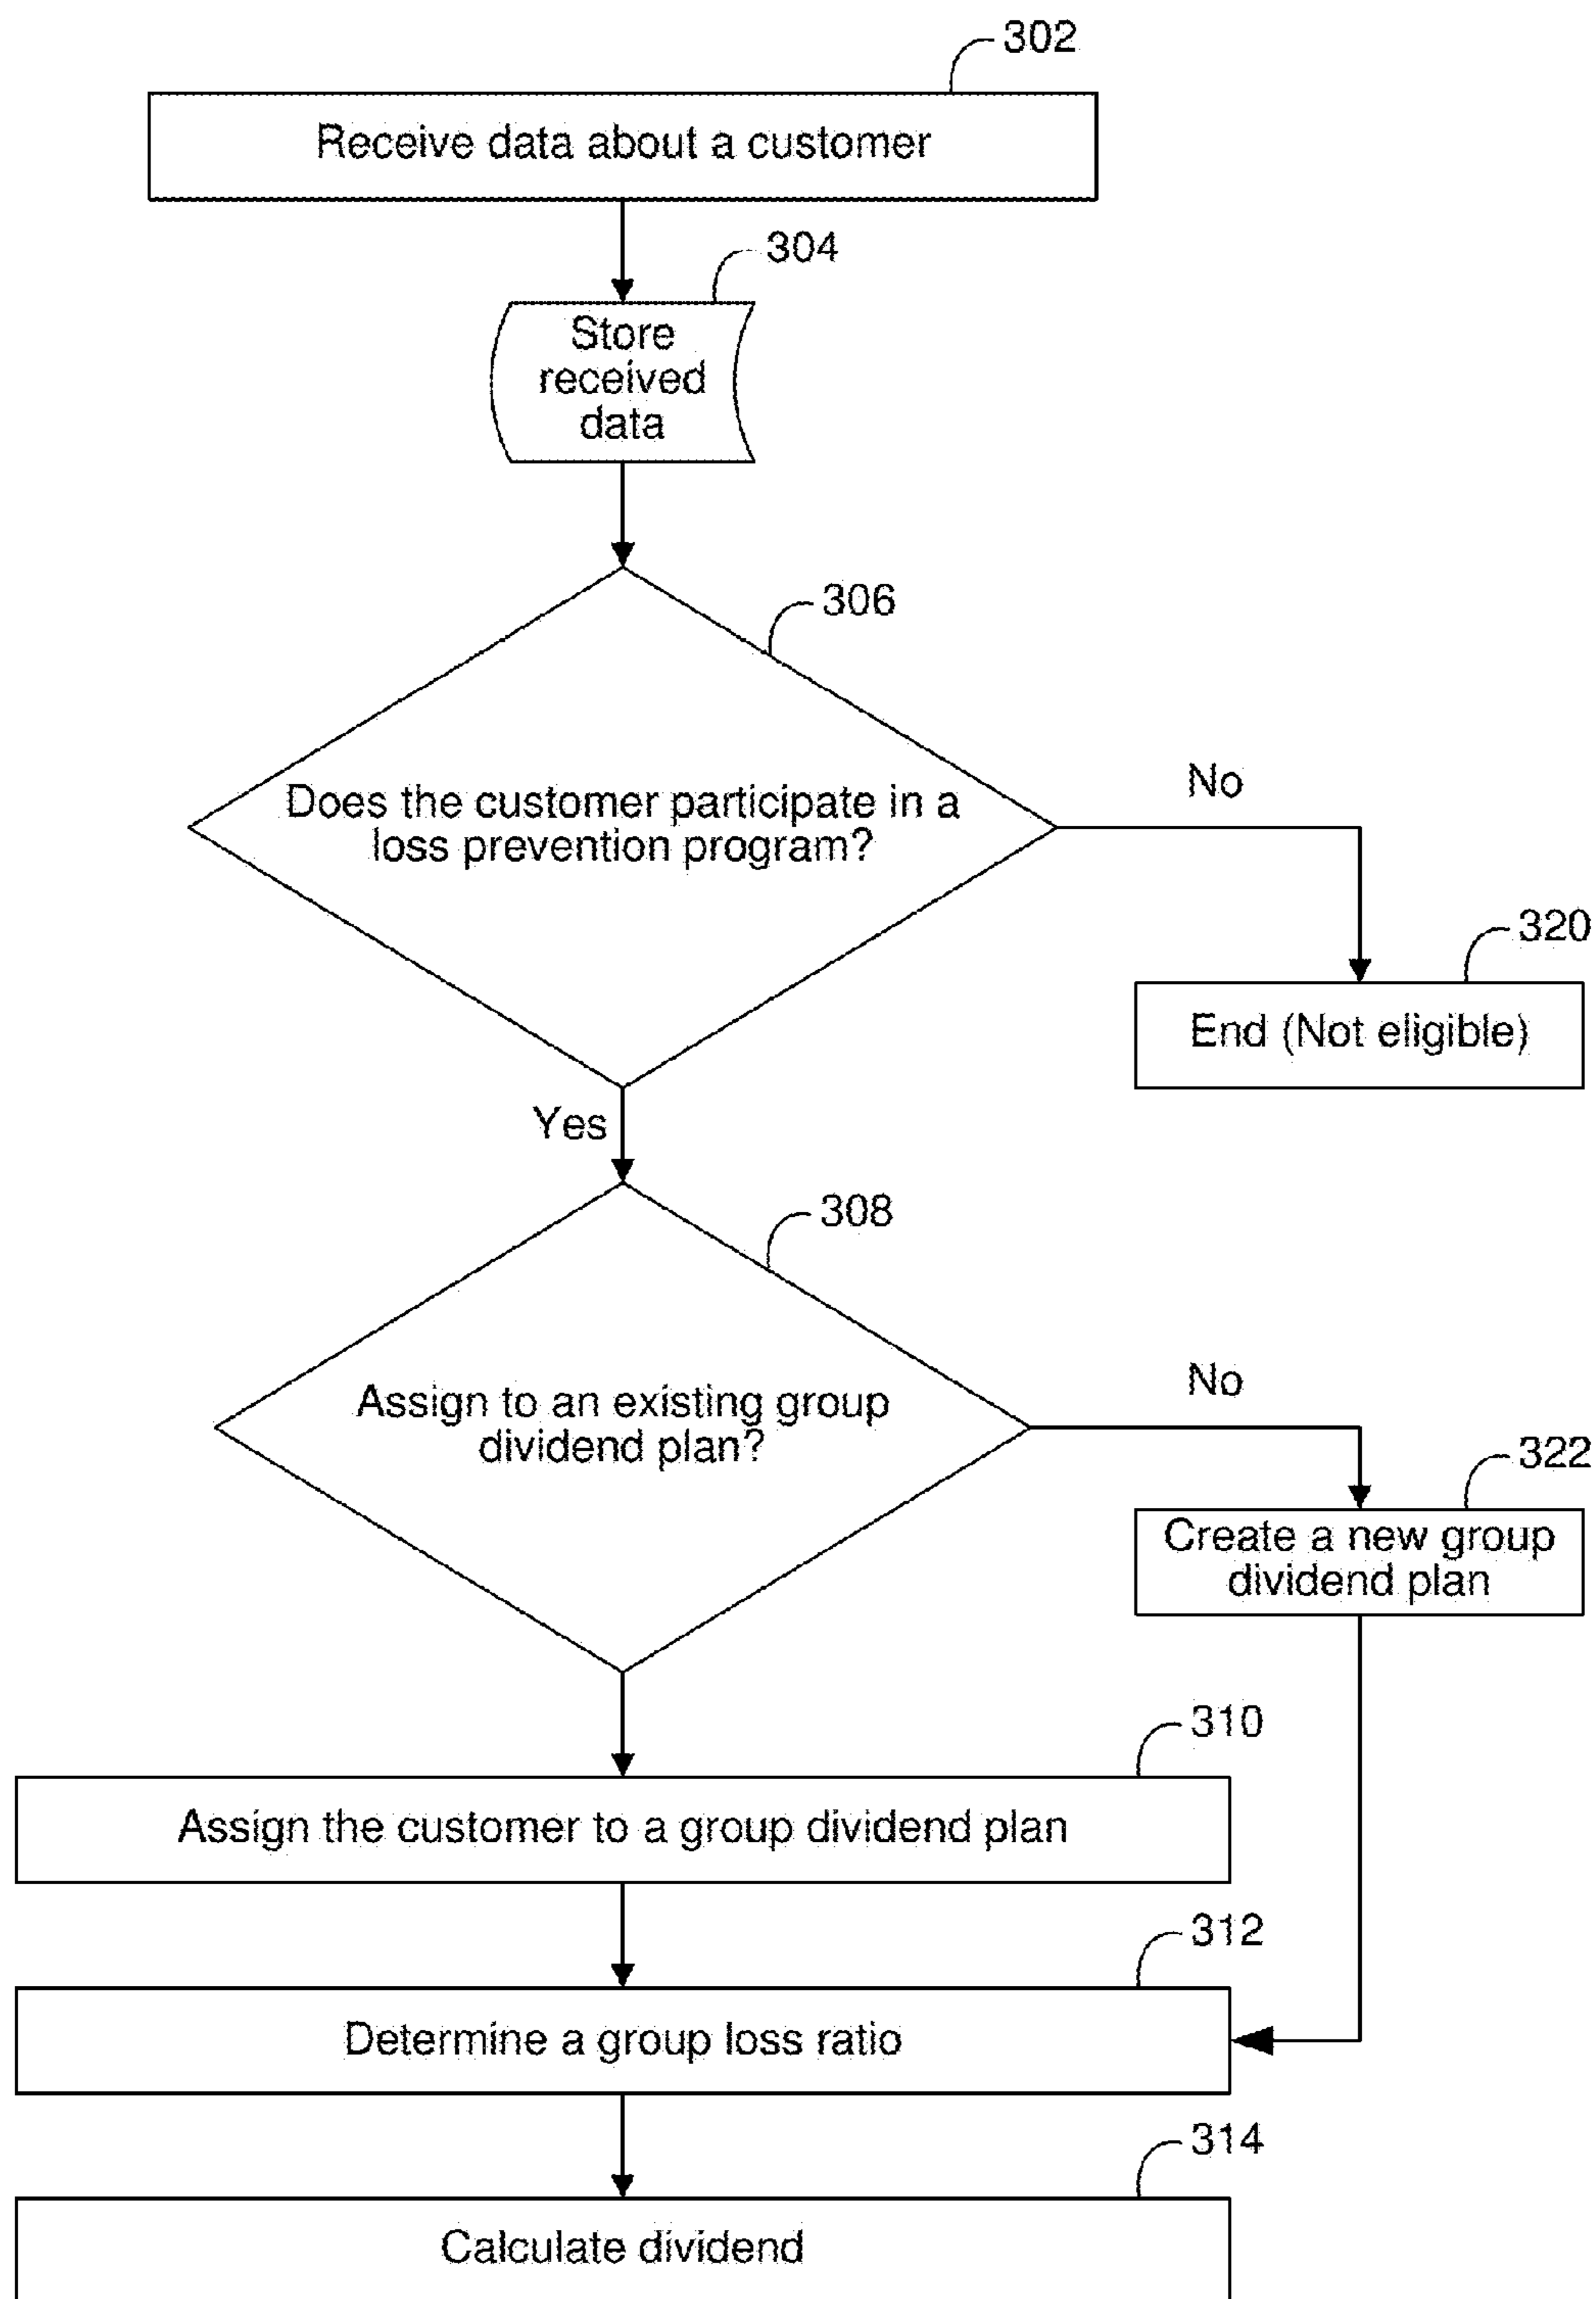 302
Receive data about a customer
304
Store
received
data
306
Does the customer participate in a
loss prevention program?
No
320
End (Not eligible)
Yes
308
Assign to an existing group
dividend plan?
No
322
Create a new group
dividend plan
310
Assign the customer to a group dividend plan
312
Determine a group loss ratio
314
Calculate dividend